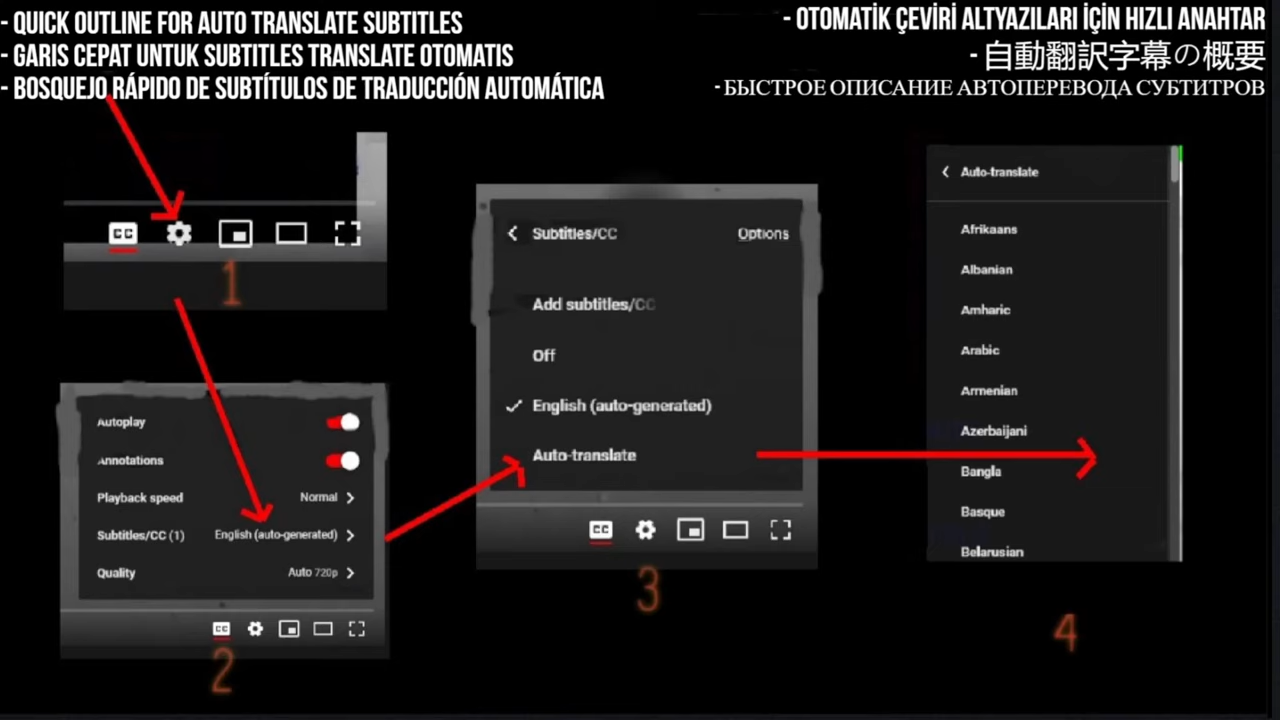 - QUICK OUTLINE FOR AUTO TRANSLATE SUBTITLES
- GARIS CEPAT UNTUK SUBTITLES TRANSLATE OTOMATIS
- BOSQUEJO RÁPIDO DE SUBTÍTULOS DE TRADUCCIÓN AUTOMÁTICA
- OTOMATİK ÇEVİRİ ALTYAZILARI İÇİN HIZLI ANAHTAR
- 自動翻訳字幕の概要
- БЫСТРОЕ ОПИСАНИЕ АВТОПЕРЕВОДА СУБТИТРОВ
CC
1
Autoplay
Annotations
Playback speed Normal
Subtitles/CC (1) English (auto-generated)
Quality Auto 720p
CC
2
Subtitles/CC Options
Add subtitles/CC
Off
English (auto-generated)
Auto-translate
CC
3
Auto-translate
Afrikaans
Albanian
Amharic
Arabic
Armenian
Azerbaijani
Bangla
Basque
Belarusian
4